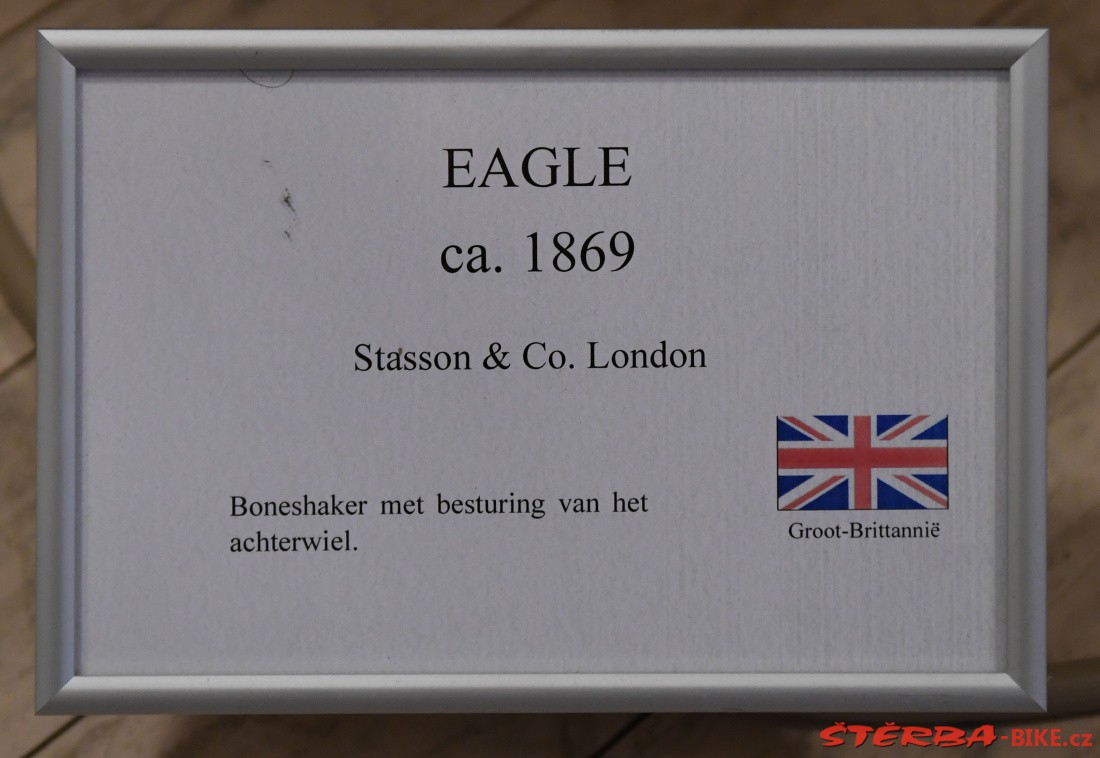 EAGLE
ca. 1869
Stasson & Co. London
Boneshaker met besturing van het
achterwiel.
Groot-Brittannië
ŠTĚRBA-BIKE.cz